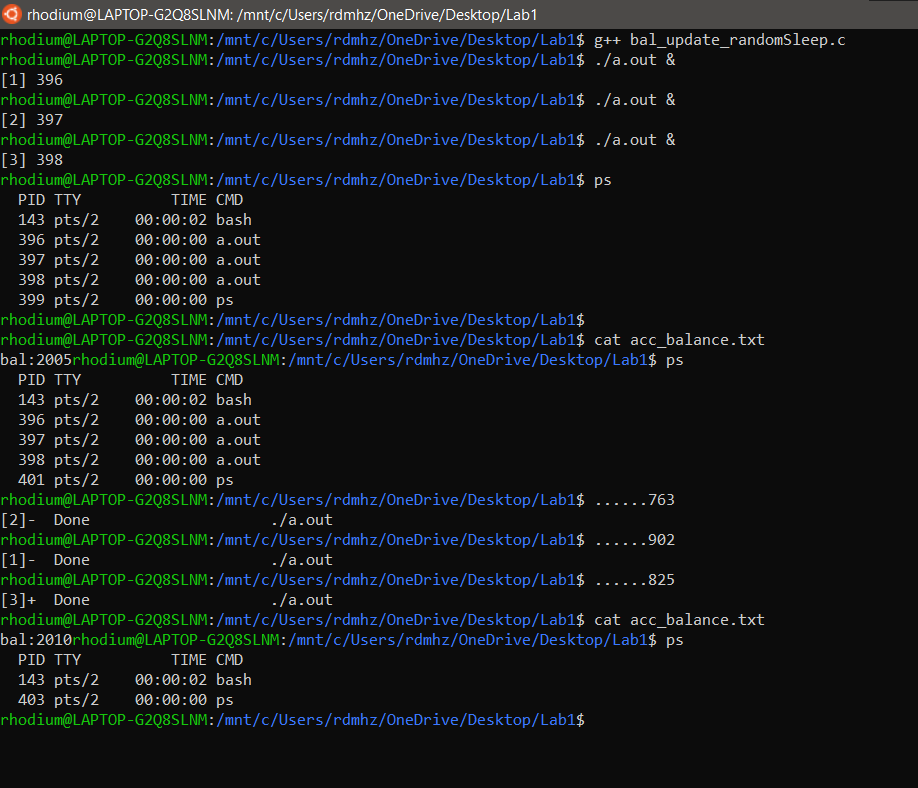 rhodium@LAPTOP-G2Q8SLNM: /mnt/c/Users/rdmhz/OneDrive/Desktop/Lab1
rhodium@LAPTOP-G2Q8SLNM:/mnt/c/Users/rdmhz/OneDrive/Desktop/Lab1$ g++ bal_update_randomSleep.c
rhodium@LAPTOP-G2Q8SLNM:/mnt/c/Users/rdmhz/OneDrive/Desktop/Lab1$ ./a.out &
[1] 396
rhodium@LAPTOP-G2Q8SLNM:/mnt/c/Users/rdmhz/OneDrive/Desktop/Lab1$ ./a.out &
[2] 397
rhodium@LAPTOP-G2Q8SLNM:/mnt/c/Users/rdmhz/OneDrive/Desktop/Lab1$ ./a.out &
[3] 398
rhodium@LAPTOP-G2Q8SLNM:/mnt/c/Users/rdmhz/OneDrive/Desktop/Lab1$ ps
  PID TTY          TIME CMD
  143 pts/2    00:00:02 bash
  396 pts/2    00:00:00 a.out
  397 pts/2    00:00:00 a.out
  398 pts/2    00:00:00 a.out
  399 pts/2    00:00:00 ps
rhodium@LAPTOP-G2Q8SLNM:/mnt/c/Users/rdmhz/OneDrive/Desktop/Lab1$
rhodium@LAPTOP-G2Q8SLNM:/mnt/c/Users/rdmhz/OneDrive/Desktop/Lab1$ cat acc_balance.txt
bal:2005rhodium@LAPTOP-G2Q8SLNM:/mnt/c/Users/rdmhz/OneDrive/Desktop/Lab1$ ps
  PID TTY          TIME CMD
  143 pts/2    00:00:02 bash
  396 pts/2    00:00:00 a.out
  397 pts/2    00:00:00 a.out
  398 pts/2    00:00:00 a.out
  401 pts/2    00:00:00 ps
rhodium@LAPTOP-G2Q8SLNM:/mnt/c/Users/rdmhz/OneDrive/Desktop/Lab1$ ......763
[2]-  Done                    ./a.out
rhodium@LAPTOP-G2Q8SLNM:/mnt/c/Users/rdmhz/OneDrive/Desktop/Lab1$ ......902
[1]-  Done                    ./a.out
rhodium@LAPTOP-G2Q8SLNM:/mnt/c/Users/rdmhz/OneDrive/Desktop/Lab1$ ......825
[3]+  Done                    ./a.out
rhodium@LAPTOP-G2Q8SLNM:/mnt/c/Users/rdmhz/OneDrive/Desktop/Lab1$ cat acc_balance.txt
bal:2010rhodium@LAPTOP-G2Q8SLNM:/mnt/c/Users/rdmhz/OneDrive/Desktop/Lab1$ ps
  PID TTY          TIME CMD
  143 pts/2    00:00:02 bash
  403 pts/2    00:00:00 ps
rhodium@LAPTOP-G2Q8SLNM:/mnt/c/Users/rdmhz/OneDrive/Desktop/Lab1$